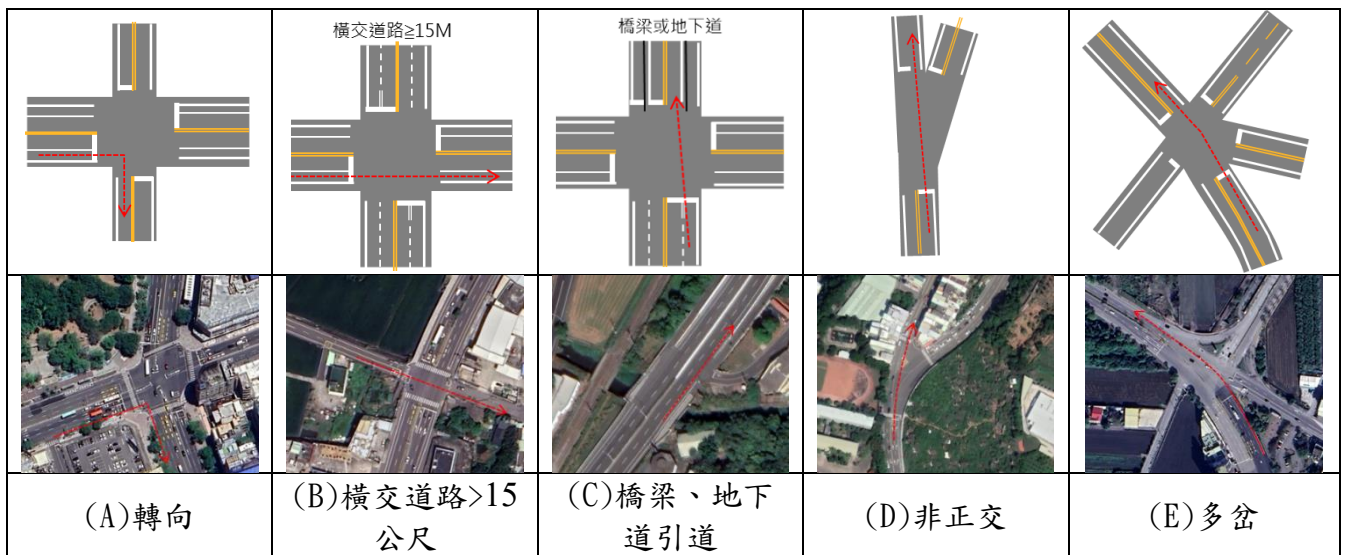 橫交道路≧15M
橋梁或地下道
(A)轉向
(B)橫交道路>15
公尺
(C)橋梁、地下
道引道
(D)非正交
(E)多岔